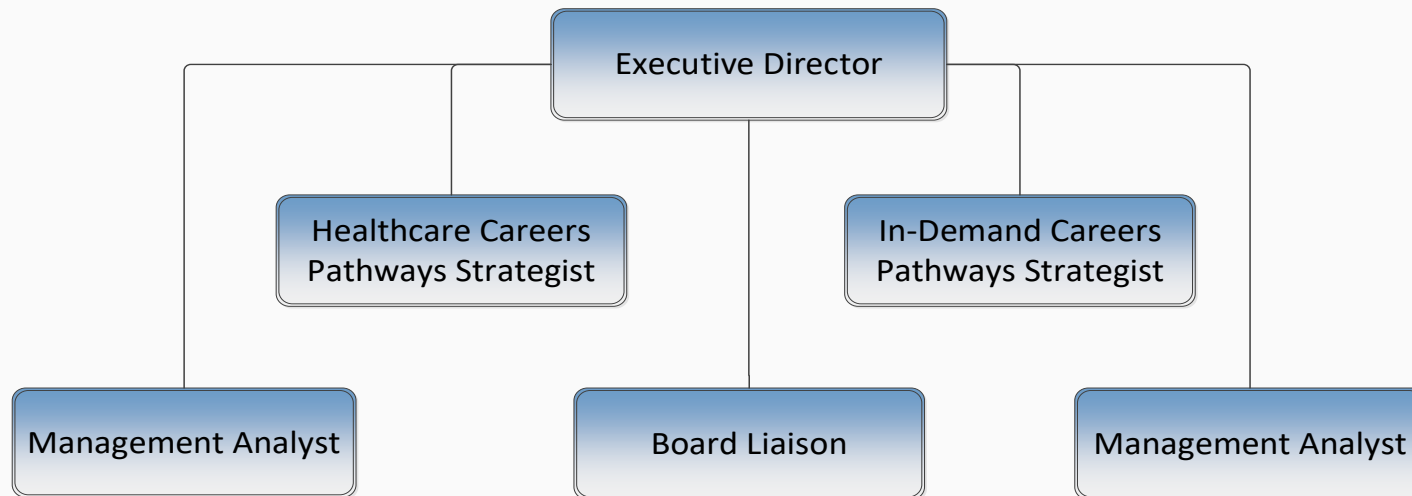 Executive Director
Healthcare Careers
Pathways Strategist
In-Demand Careers
Pathways Strategist
Management Analyst
Board Liaison
Management Analyst